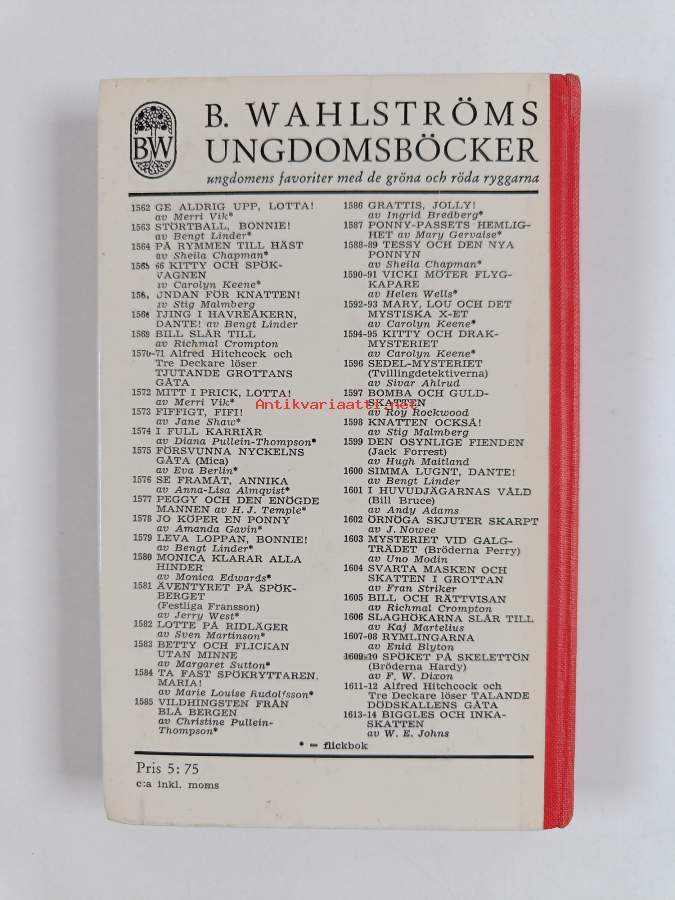 BW
B. WAHLSTRÖMS
UNGDOMSBÖCKER
ungdomens favoriter med de gröna och röda ryggarna
1562 GE ALDRIG UPP, LOTTA!
av Merri Vik*
1563 STORTBALL, BONNIE!
av Bengt Linder*
1564 PÅ RYMMEN TILL HÄST
av Sheila Chapman*
66 KITTY OCH SPÖK-
VAGNEN
Carolyn Keene*
UNDAN FÖR KNATTEN!
Stig Malmberg
TJING I HAVREÅKERN,
DANTE! av Bengt Linder
1569 BILL SLÅR TILL
av Richmal Crompton
1570-71 Alfred Hitchcock och
Tre Deckare löser
TJUTANDE GROTTANS
GÅTA
1572 MITT I PRICK, LOTTA!
av Merri Vik*
1573 FIFFIGT, FIFI!
av Jane Shaw*
1574 I FULL KARRIÄR
av Diana Pullein-Thompson*
1575 FÖRSVUNNA NYCKELNS
GÅTA (Mica)
av Eva Berlin*
1576 SE FRAMÅT, ANNIKA
av Anna-Lisa Almqvist*
1577 PEGGY OCH DEN ENÖGDE
MANNEN av H. J. Temple*
1578 JO KÖPER EN PONNY
av Amanda Gavin*
1579 LEVA LOPPAN, BONNIE!
av Bengt Linder*
1580 MONICA KLARAR ALLA
HINDER
av Monica Edwards*
1581 ÄVENTYRET PÅ SPÖK-
BERGET
(Festliga Fransson)
av Jerry West*
1582 LOTTE PÅ RIDLÄGER
av Sven Martinson*
1583 BETTY OCH FLICKAN
UTAN MINNE
av Margaret Sutton*
1584 TA FAST SPÖKRYTTAREN,
MARIA!
av Marie Louise Rudolfsson*
1585 VILDHINGSTEN FRÅN
BLÅ BERGEN
av Christine Pullein-
Thompson*
1586 GRATTIS, JOLLY!
av Ingrid Bredberg*
1587 PONNY-PASSETS HEMLIG-
HET av Mary Gervaise*
1588-89 TESSY OCH DEN NYA
PONNYN
av Sheila Chapman*
1590-91 VICKI MÖTER FLYG-
KAPARE
av Helen Wells*
1592-93 MARY, LOU OCH DET
MYSTISKA X-ET
av Carolyn Keene*
1594-95 KITTY OCH DRAK-
MYSTERIET
av Carolyn Keene*
1596 SEDEL-MYSTERIET
(Tvillingdetektiverna)
av Sivar Ahlrud
1597 BOMBA OCH GULD-
SKATTEN
av Roy Rockwood
1598 KNATTEN OCKSÅ!
av Stig Malmberg
1599 DEN OSYNLIGE FIENDEN
(Jack Forrest)
av Hugh Maitland
1600 SIMMA LUGNT, DANTE!
av Bengt Linder
1601 I HUVUDJÄGARNAS VÅLD
(Bill Bruce)
av Andy Adams
1602 ÖRNÖGA SKJUTER SKARPT
av J. Nowee
1603 MYSTERIET VID GALG-
TRÄDET (Bröderna Perry)
av Uno Modin
1604 SVARTA MASKEN OCH
SKATTEN I GROTTAN
av Fran Striker
1605 BILL OCH RÄTTVISAN
av Richmal Crompton
1606 SLAGHÖKARNA SLÅR TILL
av Kaj Martelius
1607-08 RYMLINGARNA
av Enid Blyton
1609-10 SPÖKET PÅ SKELETTÖN
(Bröderna Hardy)
av F. W. Dixon
1611-12 Alfred Hitchcock och
Tre Deckare löser TALANDE
DÖDSKALLENS GÅTA
1613-14 BIGGLES OCH INKA-
SKATTEN
av W. E. Johns
* = flickbok
Pris 5: 75
c:a inkl. moms
Antikvariaatti.net